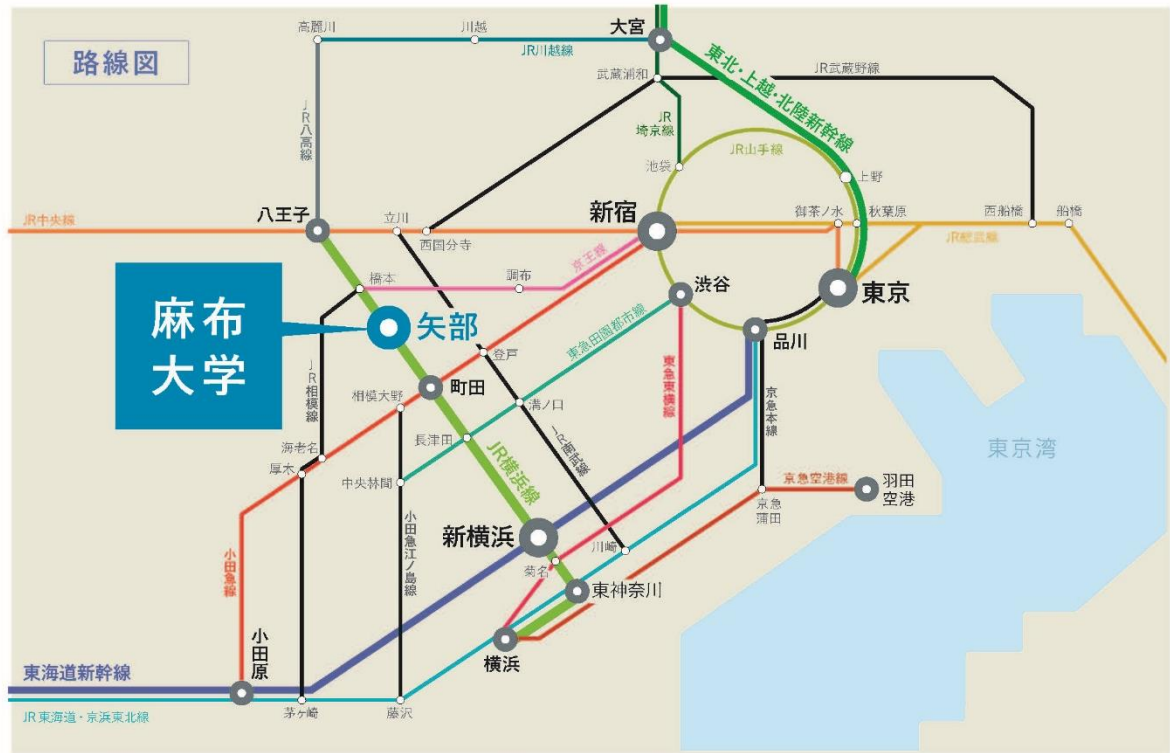 路線図
高麗川
川越
大宮
JR川越線
武蔵浦和
東北・上越・北陸新幹線
JR武蔵野線
JR八高線
JR
埼京線
池袋
JR山手線
上野
JR中央線
八王子
立川
西国分寺
新宿
御茶ノ水
秋葉原
西船橋
船橋
JR総武線
橋本
調布
京王線
渋谷
東京
麻布
大学
矢部
品川
東急田園都市線
登戸
東急東横線
JR相模線
相模大野
町田
溝ノ口
京急本線
海老名
長津田
JR南武線
東京湾
厚木
中央林間
JR横浜線
京急空港線
羽田
空港
京急
蒲田
小田急線
小田急江ノ島線
新横浜
川崎
菊名
東神奈川
小田原
横浜
東海道新幹線
JR東海道・京浜東北線
茅ヶ崎
藤沢